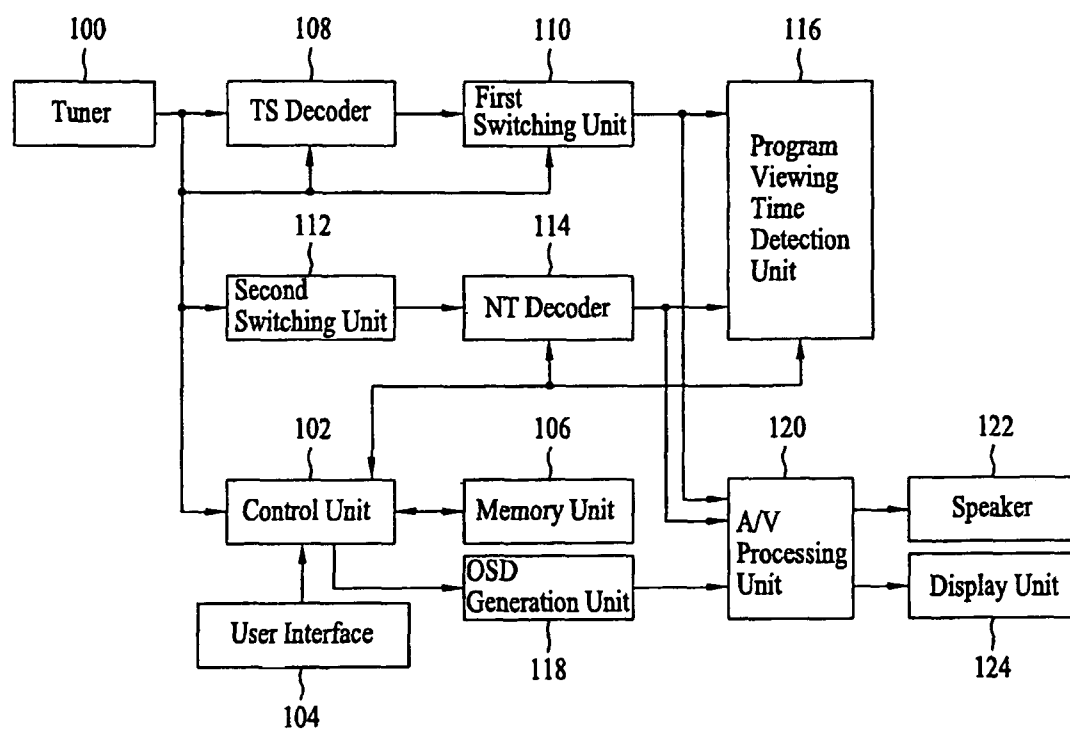 100
108
110
116
Tuner
TS Decoder
First
Switching Unit
Program
Viewing
Time
Detection
Unit
112
114
Second
Switching Unit
NT Decoder
102
106
120
122
Control Unit
Memory Unit
A/V
Processing
Unit
Speaker
OSD
Generation Unit
Display Unit
User Interface
118
124
104